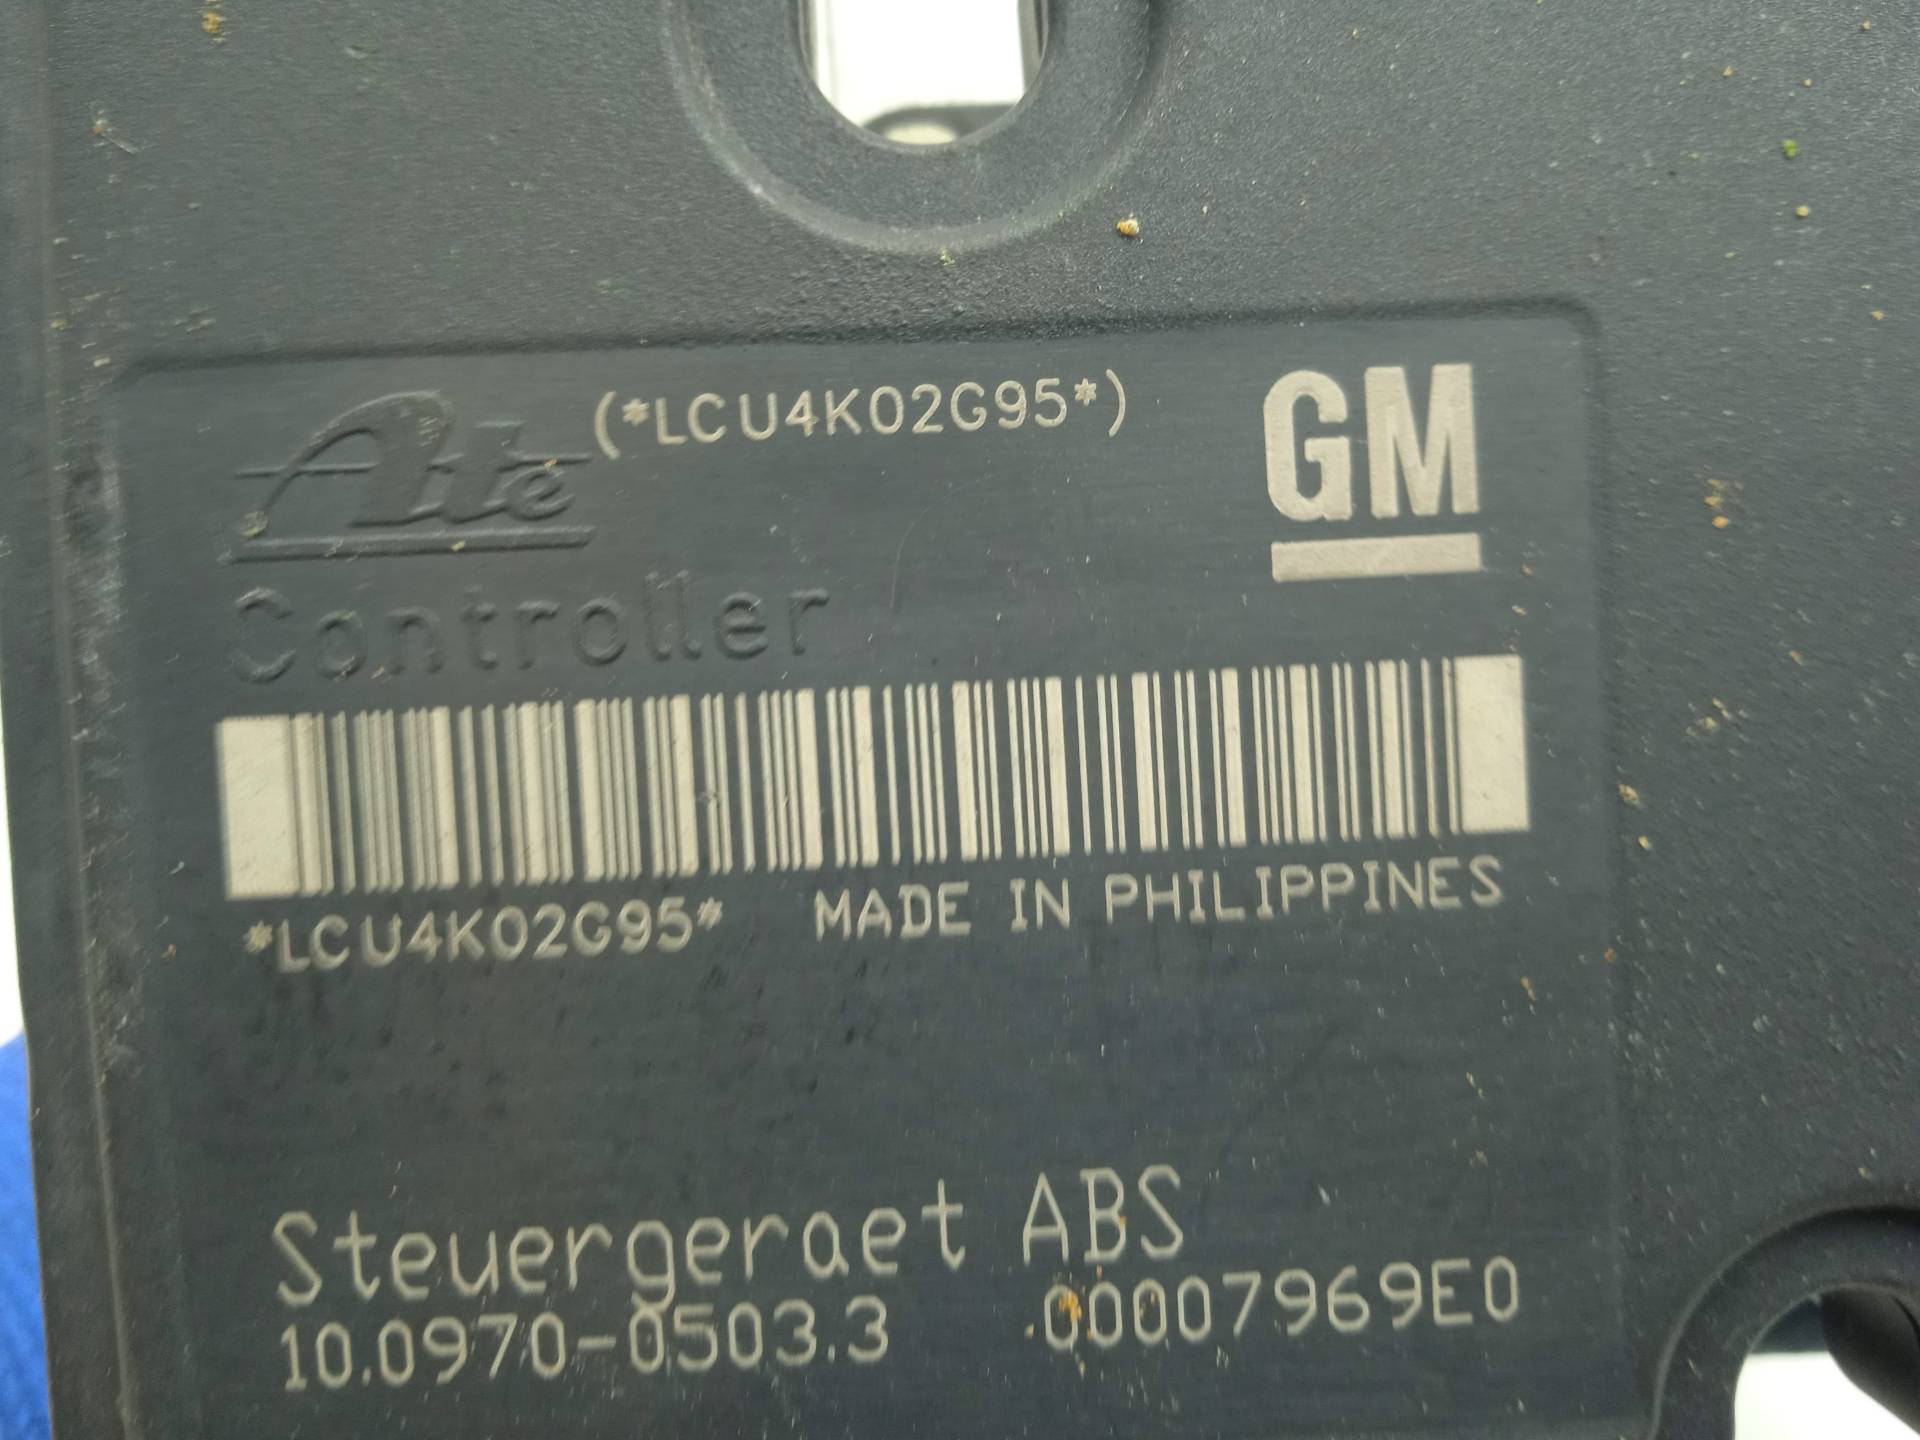 Ate (*LCU4K02G95*) GM
Controller
*LCU4K02G95* MADE IN PHILIPPINES
Steuergeraet ABS
10.0970-0503.3 00007969E0